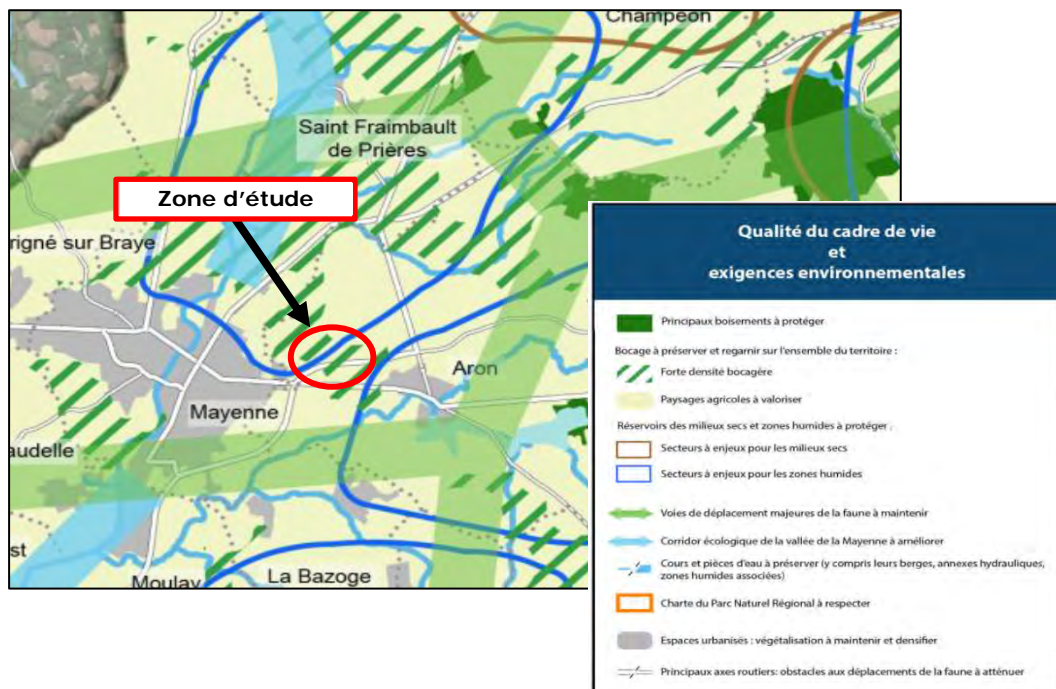 Champéon
Saint Fraimbault
de Prières
Zone d'étude
rigné sur Braye
Aron
Mayenne
audelle
st
Moulay
La Bazoge
Qualité du cadre de vie
et
exigences environnementales
Principaux boisements à protéger
Bocage à préserver et regarnir sur l'ensemble du territoire :
Forte densité bocagère
Paysages agricoles à valoriser
Réservoirs des milieux secs et zones humides à protéger :
Secteurs à enjeux pour les milieux secs
Secteurs à enjeux pour les zones humides
Voies de déplacement majeures de la faune à maintenir
Corridor écologique de la vallée de la Mayenne à améliorer
Cours et pièces d'eau à préserver (y compris leurs berges, annexes hydrauliques,
zones humides associées)
Charte du Parc Naturel Régional à respecter
Espaces urbanisés : végétalisation à maintenir et densifier
Principaux axes routiers: obstacles aux déplacements de la faune à atténuer